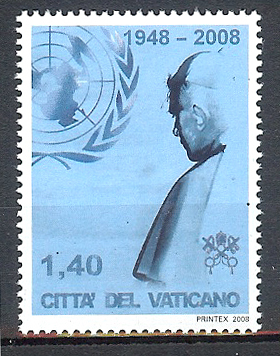 1948 - 2008
1,40
CITTA' DEL VATICANO
PRINTEX 2008